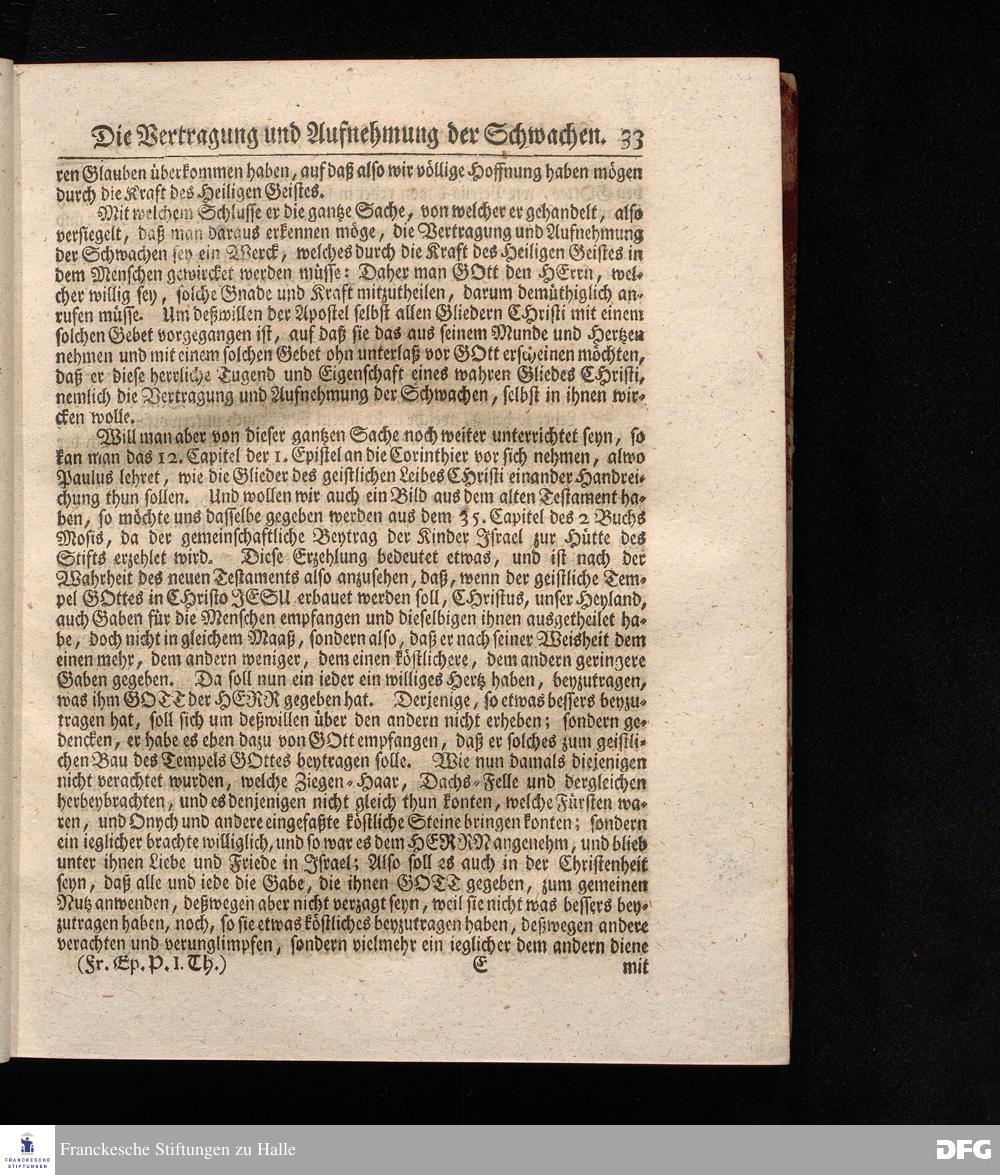 Die Vertragung und Aufnehmung der Schwachen. 33
ren Glauben überkommen haben, auf daß also wir völlige Hoffnung haben mögen
durch die Kraft des Heiligen Geistes.
Mit welchem Schlusse er die gantze Sache, von welcher er gehandelt, also
versiegelt, daß man daraus erkennen möge, die Vertragung und Aufnehmung
der Schwachen sey ein Werck, welches durch die Kraft des Heiligen Geistes in
dem Menschen gewircket werden müsse: Daher man GOtt den HErrn, wel-
cher willig sey, solche Gnade und Kraft mitzutheilen, darum demüthiglich an-
rufen müsse. Um deßwillen der Apostel selbst allen Gliedern CHristi mit einem
solchen Gebet vorgegangen ist, auf daß sie das aus seinem Munde und Hertzen
nehmen und mit einem solchen Gebet ohn unterlaß vor GOtt erscheinen möchten,
daß er diese herrliche Tugend und Eigenschaft eines wahren Gliedes CHristi,
nemlich die Vertragung und Aufnehmung der Schwachen, selbst in ihnen wir-
cken wolle.
Will man aber von dieser gantzen Sache noch weiter unterrichtet seyn, so
kan man das 12. Capitel der 1. Epistel an die Corinthier vor sich nehmen, alwo
Paulus lehret, wie die Glieder des geistlichen Leibes CHristi einander Handrei-
chung thun sollen. Und wollen wir auch ein Bild aus dem alten Testament ha-
ben, so möchte uns dasselbe gegeben werden aus dem 35. Capitel des 2 Buchs
Mosis, da der gemeinschaftliche Beytrag der Kinder Israel zur Hütte des
Stifts erzehlet wird. Diese Erzehlung bedeutet etwas, und ist nach der
Wahrheit des neuen Testaments also anzusehen, daß, wenn der geistliche Tem-
pel GOttes in CHristo JESU erbauet werden soll, CHristus, unser Heyland,
auch Gaben für die Menschen empfangen und dieselbigen ihnen ausgetheilet ha-
be, doch nicht in gleichem Maaß, sondern also, daß er nach seiner Weisheit dem
einen mehr, dem andern weniger, dem einen köstlichere, dem andern geringere
Gaben gegeben. Da soll nun ein ieder ein williges Hertz haben, beyzutragen,
was ihm GOTT der HERR gegeben hat. Derjenige, so etwas bessers beyzu-
tragen hat, soll sich um deßwillen über den andern nicht erheben; sondern ge-
dencken, er habe es eben dazu von GOtt empfangen, daß er solches zum geistli-
chen Bau des Tempels GOttes beytragen solle. Wie nun damals diejenigen
nicht verachtet wurden, welche Ziegen-Haar, Dachs-Felle und dergleichen
herbeybrachten, und es denjenigen nicht gleich thun konten, welche Fürsten wa-
ren, und Onych und andere eingefaßte köstliche Steine bringen konten; sondern
ein ieglicher brachte williglich, und so war es dem HERRN angenehm, und blieb
unter ihnen Liebe und Friede in Israel; Also soll es auch in der Christenheit
seyn, daß alle und iede die Gabe, die ihnen GOTT gegeben, zum gemeinen
Nutz anwenden, deßwegen aber nicht verzagt seyn, weil sie nicht was bessers bey-
zutragen haben, noch, so sie etwas köstliches beyzutragen haben, deßwegen andere
verachten und verunglimpfen, sondern vielmehr ein ieglicher dem andern diene
(Fr. Ep. P. I. Th.) E mit
FRANCKESCHE STIFTUNGEN
Franckesche Stiftungen zu Halle
DFG